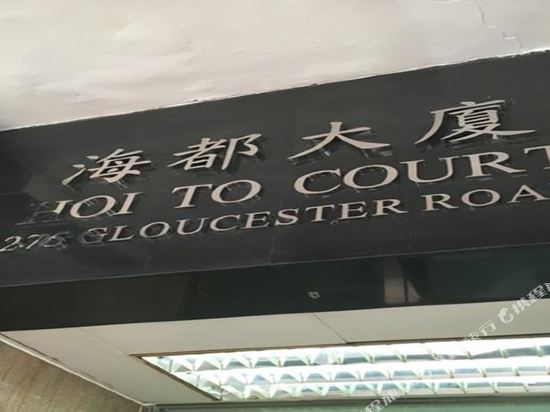 海都大廈
HOI TO COURT
275 GLOUCESTER ROA